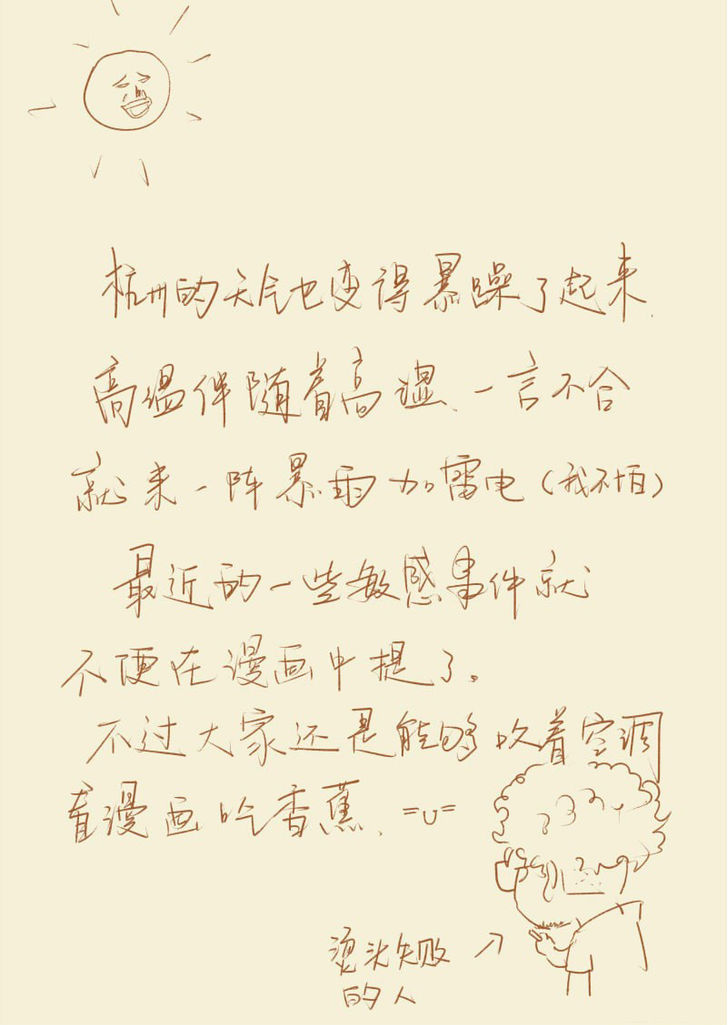 杭州的天气也变得暴躁了起来.
高温伴随着高湿、一言不合
就来一阵暴雨加雷电(我不怕)
最近的一些敏感事件就
不便在漫画中提了。
不过大家还是能够吹着空调
看漫画吃香蕉、=u=
烫头失败
的人